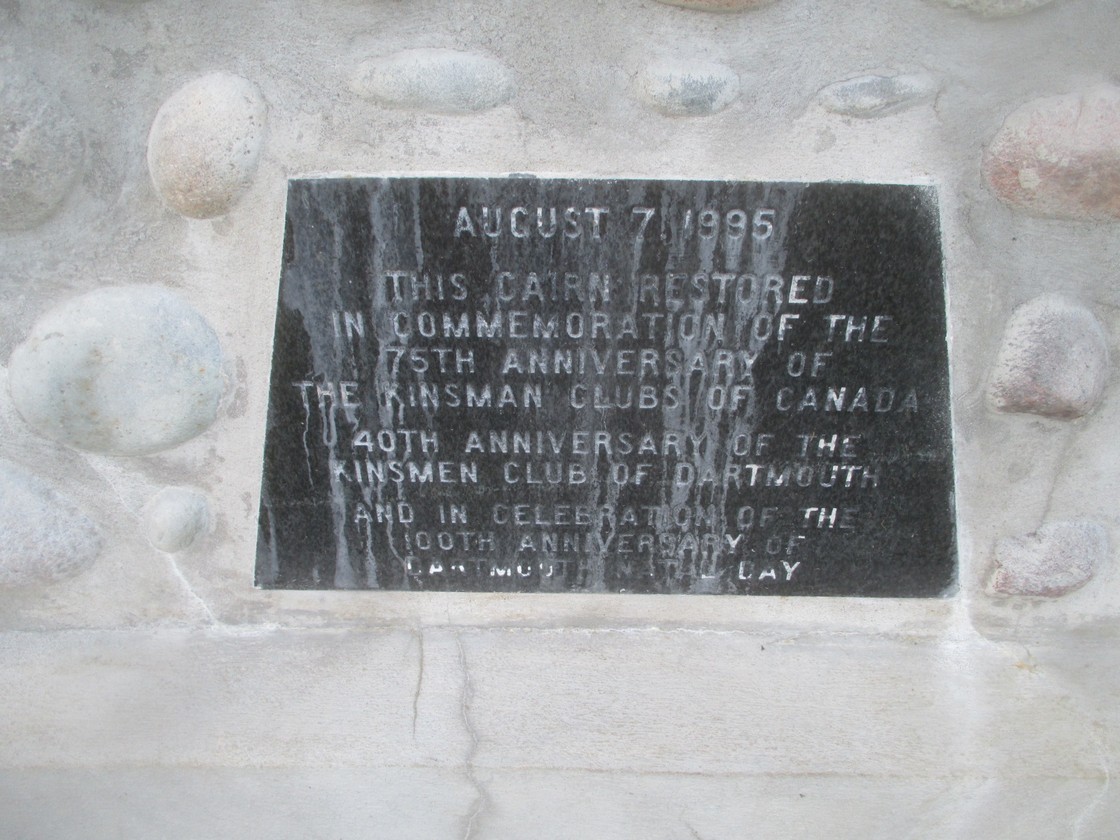 AUGUST 7, 1995
THIS CAIRN RESTORED
IN COMMEMORATION OF THE
75TH ANNIVERSARY OF
THE KINSMAN CLUBS OF CANADA
40TH ANNIVERSARY OF THE
KINSMEN CLUB OF DARTMOUTH
AND IN CELEBRATION OF THE
100TH ANNIVERSARY OF
DARTMOUTH NATAL DAY